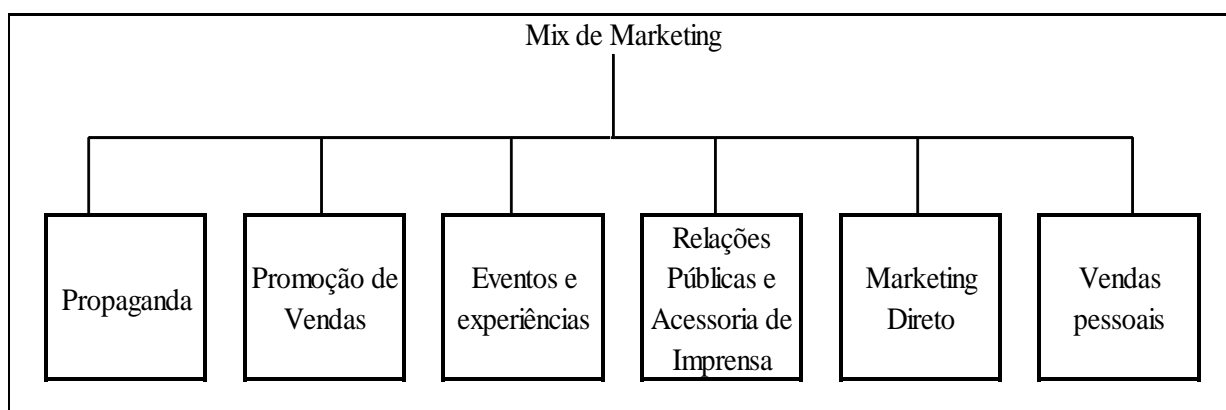 Mix de Marketing
Propaganda
Promoção de
Vendas
Eventos e
experiências
Relações
Públicas e
Acessoria de
Imprensa
Marketing
Direto
Vendas
pessoais